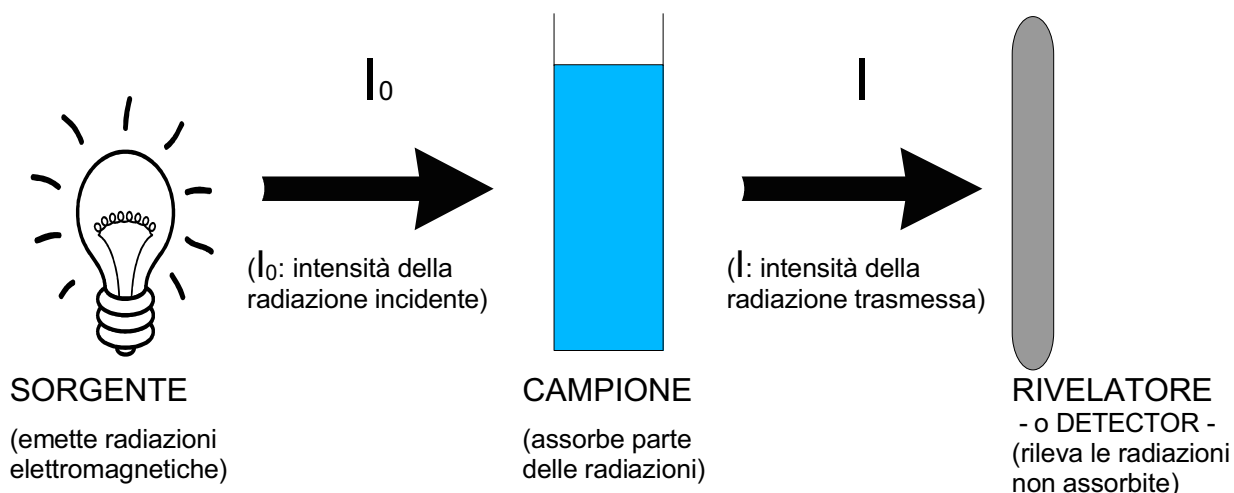 I0
I
(I0: intensità della
radiazione incidente)
(I: intensità della
radiazione trasmessa)
SORGENTE
(emette radiazioni
elettromagnetiche)
CAMPIONE
(assorbe parte
delle radiazioni)
RIVELATORE
- o DETECTOR -
(rileva le radiazioni
non assorbite)